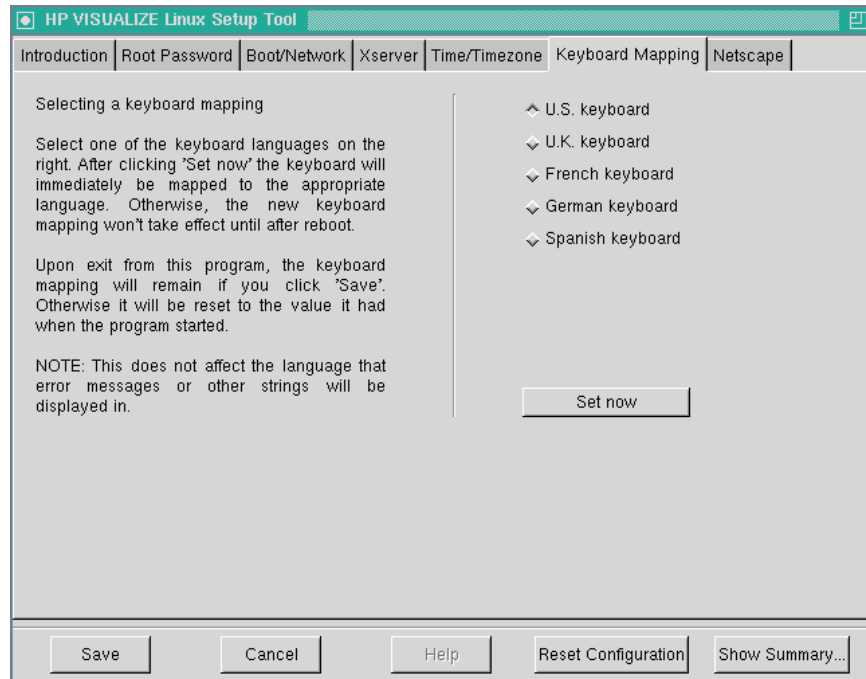 HP VISUALIZE Linux Setup Tool
Introduction Root Password Boot/Network Xserver Time/Timezone Keyboard Mapping Netscape
Selecting a keyboard mapping
Select one of the keyboard languages on the
right. After clicking 'Set now' the keyboard will
immediately be mapped to the appropriate
language. Otherwise, the new keyboard
mapping won't take effect until after reboot.
Upon exit from this program, the keyboard
mapping will remain if you click 'Save'.
Otherwise it will be reset to the value it had
when the program started.
NOTE: This does not affect the language that
error messages or other strings will be
displayed in.
U.S. keyboard
U.K. keyboard
French keyboard
German keyboard
Spanish keyboard
Set now
Save Cancel Help Reset Configuration Show Summary...